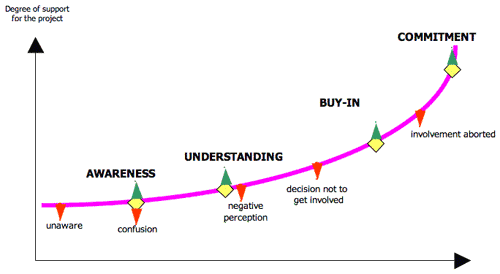 Degree of support
for the project
COMMITMENT
BUY-IN
involvement aborted
UNDERSTANDING
AWARENESS
decision not to
get involved
negative
perception
unaware
confusion